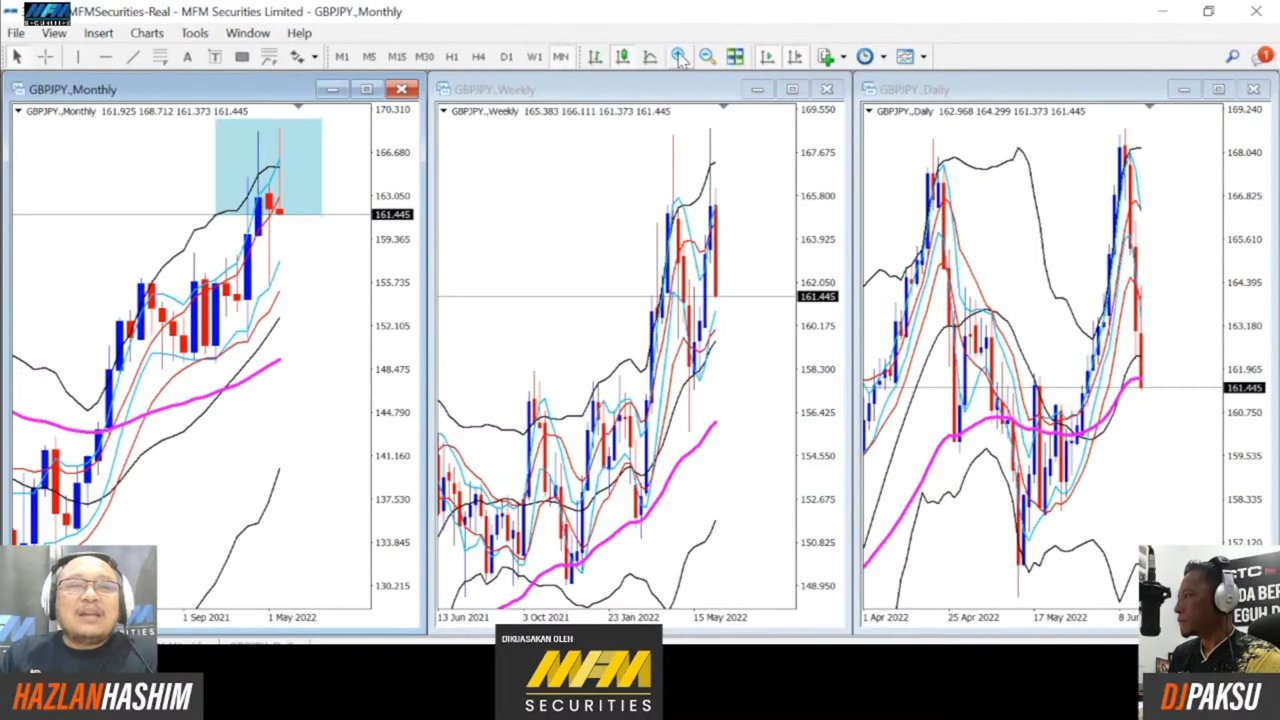 MFM
SECURITIES
MFMSecurities-Real - MFM Securities Limited - GBPJPY.,Monthly
File View Insert Charts Tools Window Help
A T M1 M5 M15 M30 H1 H4 D1 W1 MN 1
GBPJPY.,Monthly
GBPJPY.,Weekly
GBPJPY.,Daily
GBPJPY.,Monthly 161.925 168.712 161.373 161.445
170.310
166.680
163.050
161.445
159.365
155.735
152.105
148.475
144.790
141.160
137.530
133.845
130.215
1 Sep 2021 1 May 2022
GBPJPY.,Weekly 165.383 166.111 161.373 161.445
169.550
167.675
165.800
163.925
162.050
161.445
160.175
158.300
156.425
154.550
152.675
150.825
148.950
13 Jun 2021 3 Oct 2021 23 Jan 2022 15 May 2022
GBPJPY.,Daily 162.968 164.299 161.373 161.445
169.240
168.040
166.825
165.610
164.395
163.180
161.965
161.445
160.750
159.535
158.335
157.120
1 Apr 2022 25 Apr 2022 17 May 2022 8 Jun
DIKUASAKAN OLEH
MFM
SECURITIES
HAZLANHASHIM
DJPAKSU